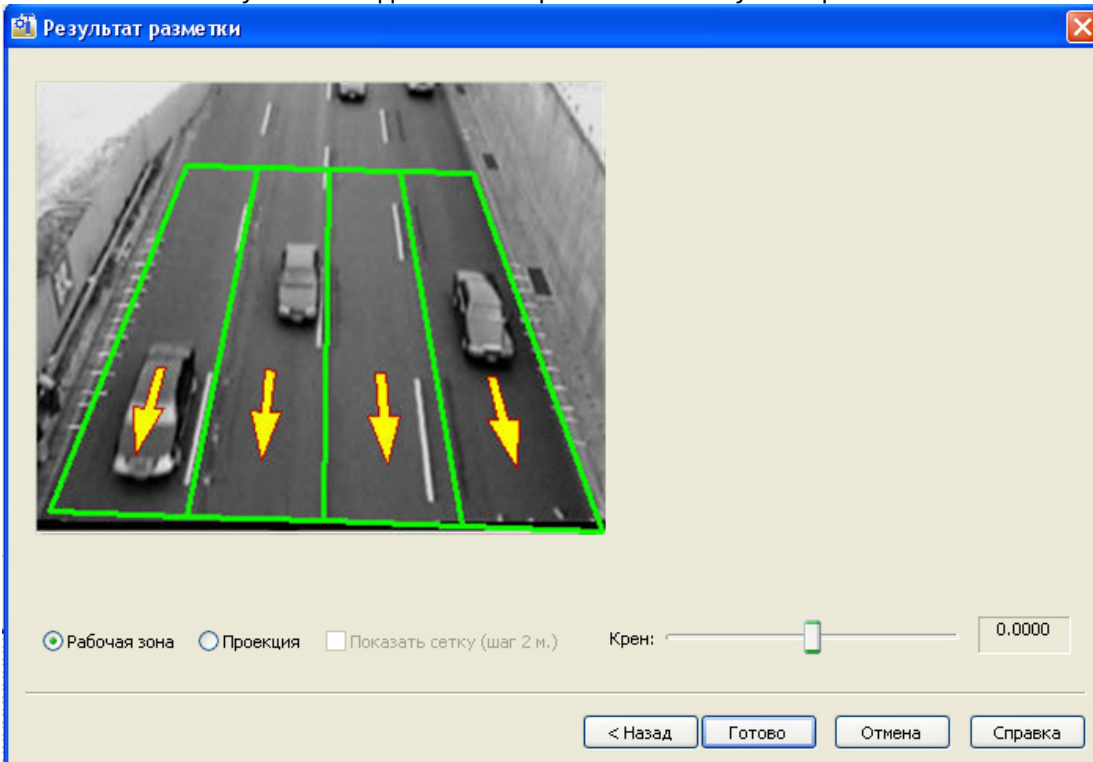 Результат разметки
Рабочая зона Проекция Показать сетку (шаг 2 м.) Крен: 0.0000
< Назад Готово Отмена Справка